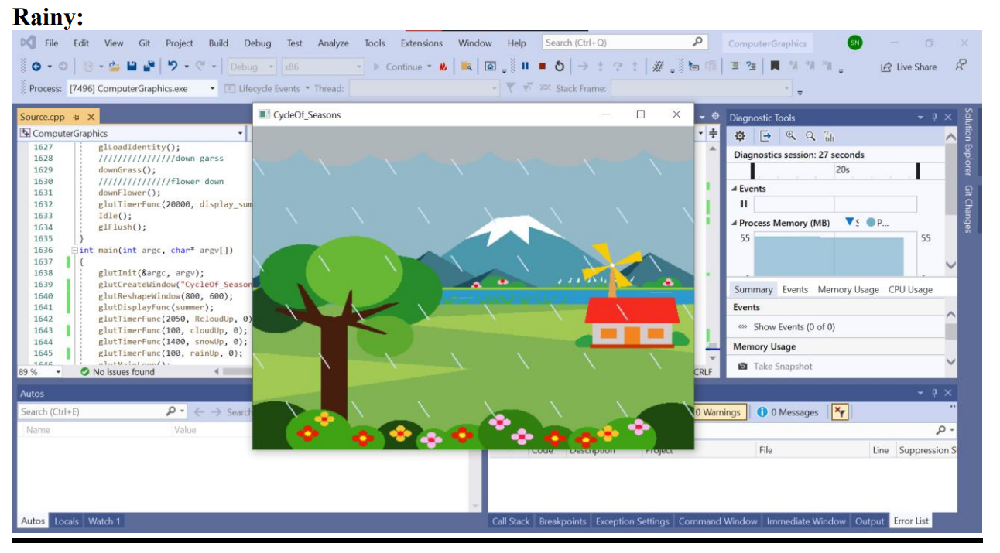 Rainy:
File Edit View Git Project Build Debug Test Analyze Tools Extensions Window Help Search (Ctrl+Q) ComputerGraphics SN
Debug x86 Continue Live Share
Process: [7496] ComputerGraphics.exe Lifecycle Events Thread: Stack Frame:
Source.cpp
ComputerGraphics
1627 glLoadIdentity();
1628 ////////////////down garss
1629 downGrass();
1630 ///////////////flower down
1631 downFlower();
1632 glutTimerFunc(20000, display_sum
1633 Idle();
1634 glFlush();
1635 }
1636 int main(int argc, char* argv[])
1637 {
1638 glutInit(&argc, argv);
1639 glutCreateWindow("CycleOf_Season
1640 glutReshapeWindow(800, 600);
1641 glutDisplayFunc(summer);
1642 glutTimerFunc(2050, RcloudUp, 0)
1643 glutTimerFunc(100, cloudUp, 0);
1644 glutTimerFunc(1400, snowUp, 0);
1645 glutTimerFunc(100, rainUp, 0);
1646 glutMainLoop();
89 % No issues found CRLF
CycleOf_Seasons
Diagnostic Tools
Diagnostics session: 27 seconds
20s
Events
Process Memory (MB) S P...
55 55
Summary Events Memory Usage CPU Usage
Events
Show Events (0 of 0)
Memory Usage
Take Snapshot
Solution Explorer
Git Changes
Autos
Search (Ctrl+E) Search
Name Value
0 Warnings 0 Messages
Code Description Project File Line Suppression S
Autos Locals Watch 1
Call Stack Breakpoints Exception Settings Command Window Immediate Window Output Error List